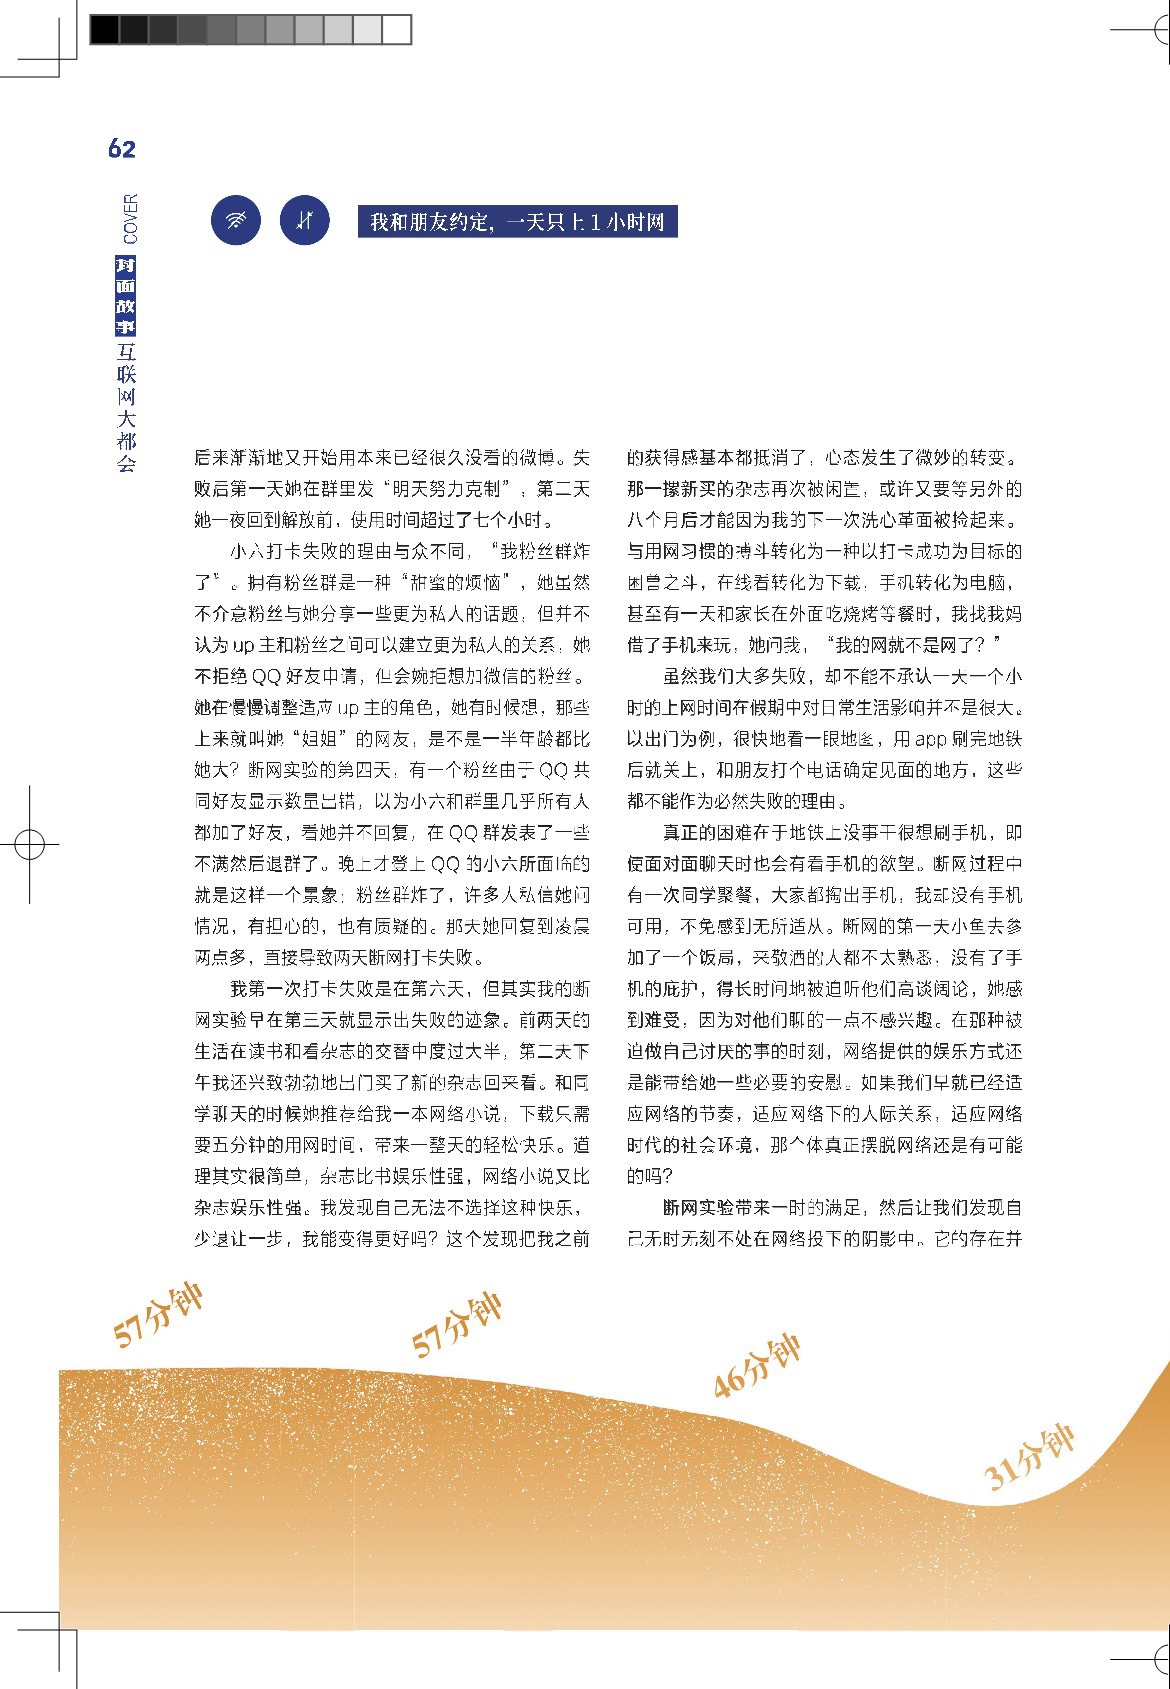 62
COVER
封面故事
互联网大都会
我和朋友约定，一天只上1小时网
后来渐渐地又开始用本来已经很久没看的微博。失
败后第一天她在群里发“明天努力克制”，第二天
她一夜回到解放前，使用时间超过了七个小时。
小六打卡失败的理由与众不同，“我粉丝群炸
了”。拥有粉丝群是一种“甜蜜的烦恼”，她虽然
不介意粉丝与她分享一些更为私人的话题，但并不
认为up主和粉丝之间可以建立更为私人的关系，她
不拒绝QQ好友申请，但会婉拒想加微信的粉丝。
她在慢慢调整适应up主的角色，她有时候想，那些
上来就叫她“姐姐”的网友，是不是一半年龄都比
她大？断网实验的第四天，有一个粉丝由于QQ共
同好友显示数量出错，以为小六和群里几乎所有人
都加了好友，看她并不回复，在QQ群发表了一些
不满然后退群了。晚上才登上QQ的小六所面临的
就是这样一个景象：粉丝群炸了，许多人私信她问
情况，有担心的，也有质疑的。那天她回复到凌晨
两点多，直接导致两天断网打卡失败。
我第一次打卡失败是在第六天，但其实我的断
网实验早在第三天就显示出失败的迹象。前两天的
生活在读书和看杂志的交替中度过大半，第二天下
午我还兴致勃勃地出门买了新的杂志回来看。和同
学聊天的时候她推荐给我一本网络小说，下载只需
要五分钟的用网时间，带来一整天的轻松快乐。道
理其实很简单，杂志比书娱乐性强，网络小说又比
杂志娱乐性强。我发现自己无法不选择这种快乐，
少退让一步，我能变得更好吗？这个发现把我之前
的获得感基本都抵消了，心态发生了微妙的转变。
那一摞新买的杂志再次被闲置，或许又要等另外的
八个月后才能因为我的下一次洗心革面被捡起来。
与用网习惯的搏斗转化为一种以打卡成功为目标的
困兽之斗，在线看转化为下载，手机转化为电脑，
甚至有一天和家长在外面吃烧烤等餐时，我找我妈
借了手机来玩，她问我，“我的网就不是网了？”
虽然我们大多失败，却不能不承认一天一个小
时的上网时间在假期中对日常生活影响并不是很大。
以出门为例，很快地看一眼地图，用app刷完地铁
后就关上，和朋友打个电话确定见面的地方，这些
都不能作为必然失败的理由。
真正的困难在于地铁上没事干很想刷手机，即
使面对面聊天时也会有看手机的欲望。断网过程中
有一次同学聚餐，大家都掏出手机，我却没有手机
可用，不免感到无所适从。断网的第一天小鱼去参
加了一个饭局，来敬酒的人都不太熟悉，没有了手
机的庇护，得长时间地被迫听他们高谈阔论，她感
到难受，因为对他们聊的一点不感兴趣。在那种被
迫做自己讨厌的事的时刻，网络提供的娱乐方式还
是能带给她一些必要的安慰。如果我们早就已经适
应网络的节奏，适应网络下的人际关系，适应网络
时代的社会环境，那个体真正摆脱网络还是有可能
的吗？
断网实验带来一时的满足，然后让我们发现自
己无时无刻不处在网络投下的阴影中。它的存在并
57分钟
57分钟
46分钟
31分钟